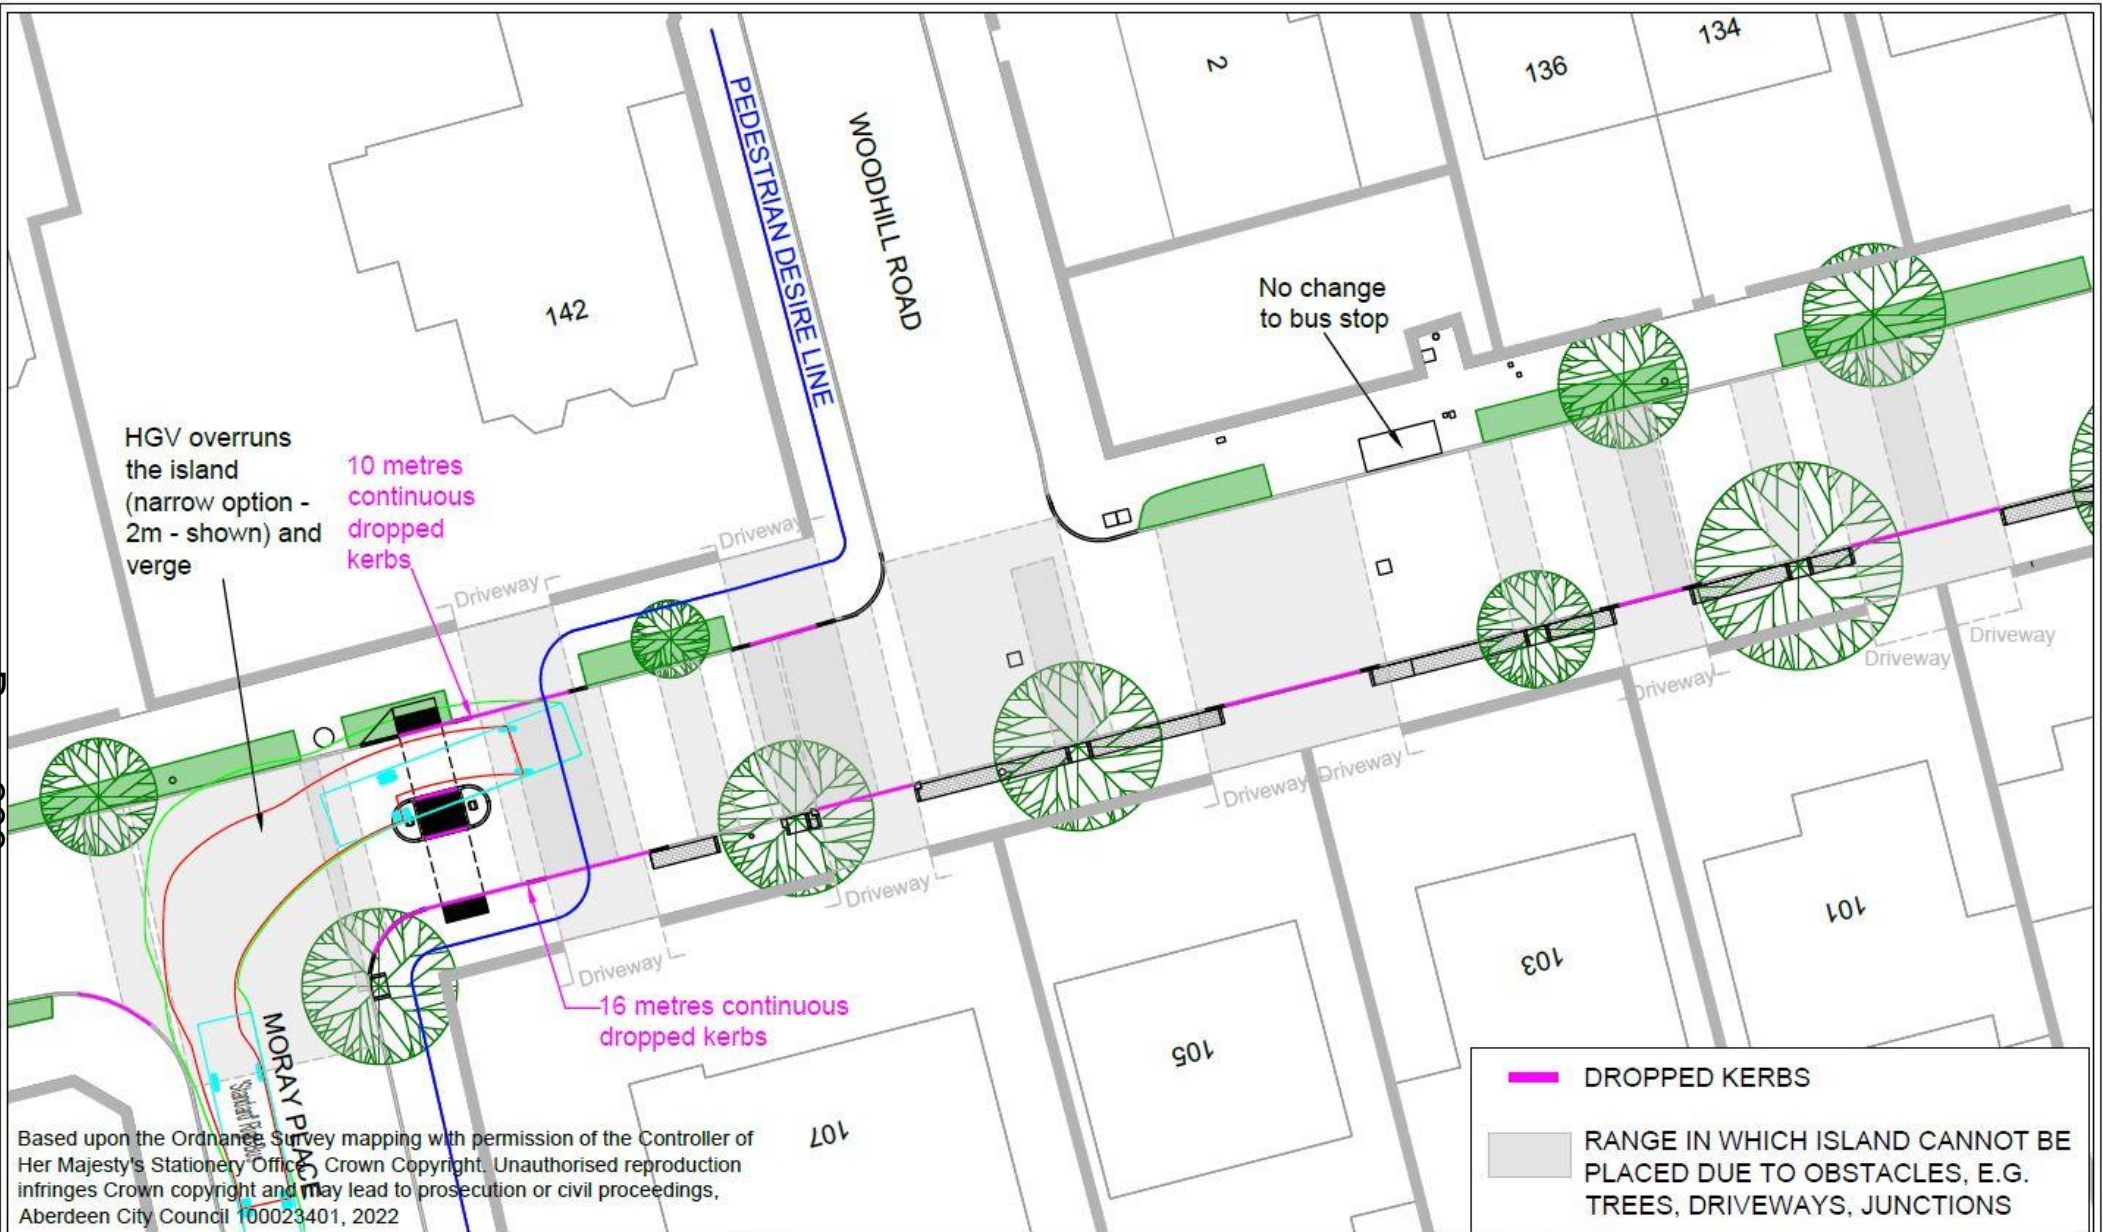 134
136
2
PEDESTRIAN DESIRE LINE
WOODHILL ROAD
142
No change
to bus stop
HGV overruns
the island
(narrow option -
2m - shown) and
verge
10 metres
continuous
dropped
kerbs
Driveway
Driveway
Driveway
Driveway
Driveway
Driveway
Driveway
Driveway
Driveway
16 metres continuous
dropped kerbs
101
103
105
107
MORAY PLACE
DROPPED KERBS
RANGE IN WHICH ISLAND CANNOT BE
PLACED DUE TO OBSTACLES, E.G.
TREES, DRIVEWAYS, JUNCTIONS
Based upon the Ordnance Survey mapping with permission of the Controller of
Her Majesty's Stationery Office Crown Copyright. Unauthorised reproduction
infringes Crown copyright and may lead to prosecution or civil proceedings,
Aberdeen City Council 100023401, 2022